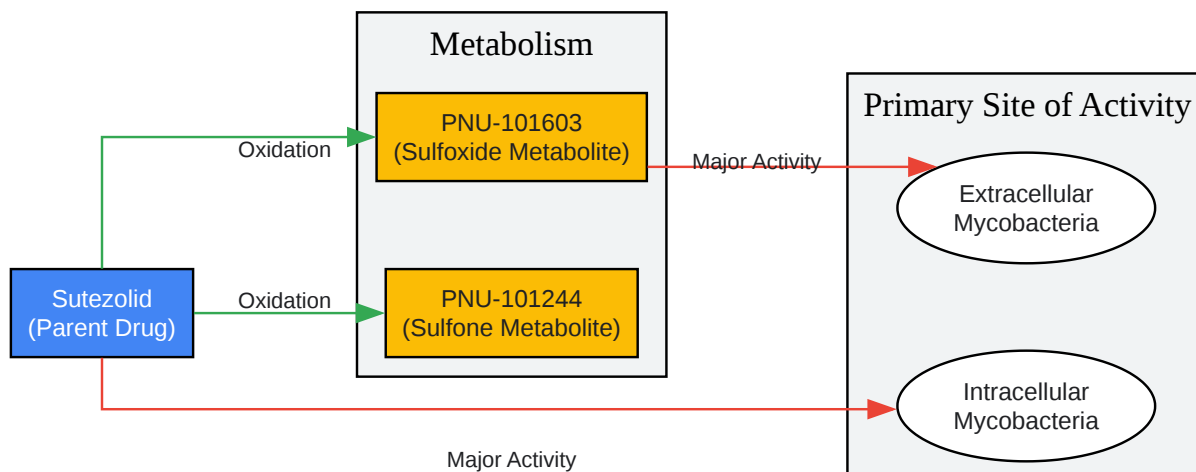 Metabolism
Primary Site of Activity
PNU-101603
(Sulfoxide Metabolite)
Oxidation
Major Activity
Extracellular
Mycobacteria
Sutezolid
(Parent Drug)
Oxidation
PNU-101244
(Sulfone Metabolite)
Intracellular
Mycobacteria
Major Activity